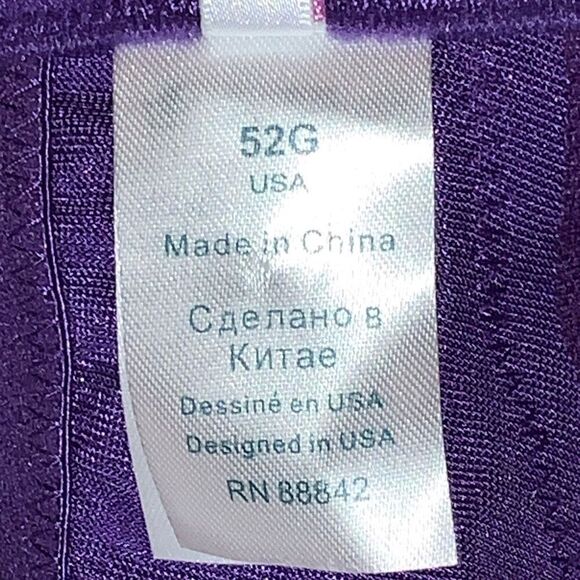 52G
USA
Made in China
Сделано в
Китае
Dessiné en USA
Designed in USA
RN 88842